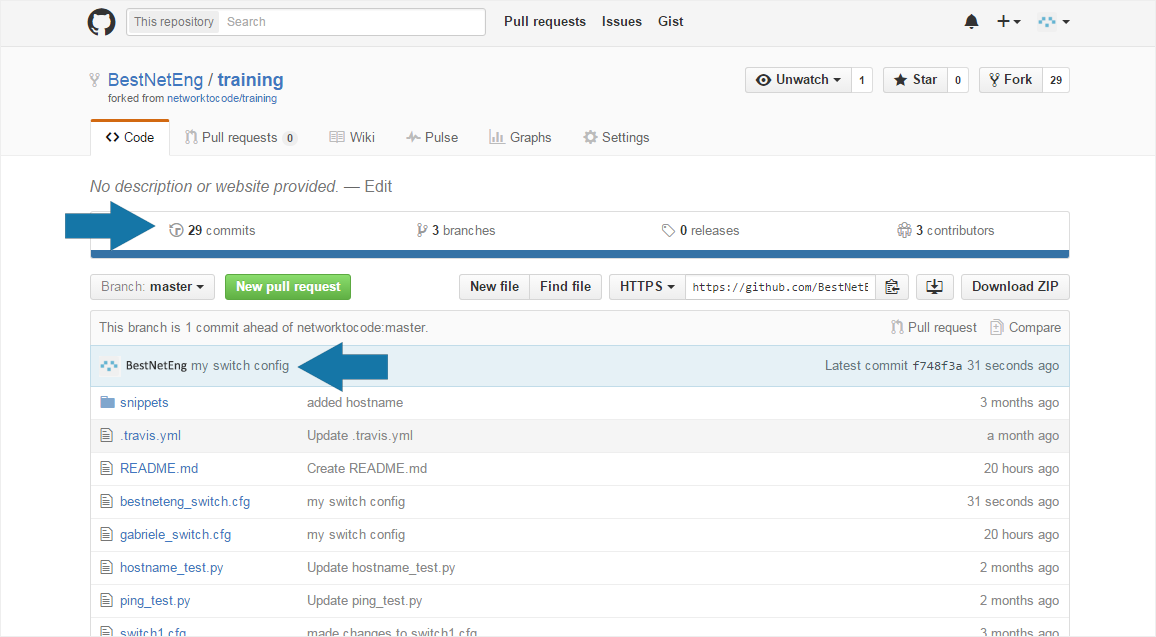 This repository Search Pull requests Issues Gist
BestNetEng / training Unwatch 1 Star 0 Fork 29
forked from networktocode/training
Code Pull requests 0 Wiki Pulse Graphs Settings
No description or website provided. — Edit
29 commits 3 branches 0 releases 3 contributors
Branch: master New pull request New file Find file HTTPS https://github.com/BestNetE Download ZIP
This branch is 1 commit ahead of networktocode:master. Pull request Compare
BestNetEng my switch config Latest commit f748f3a 31 seconds ago
snippets added hostname 3 months ago
.travis.yml Update .travis.yml a month ago
README.md Create README.md 20 hours ago
bestneteng_switch.cfg my switch config 31 seconds ago
gabriele_switch.cfg my switch config 20 hours ago
hostname_test.py Update hostname_test.py 2 months ago
ping_test.py Update ping_test.py 2 months ago
switch1.cfg made changes to switch1.cfg 3 months ago